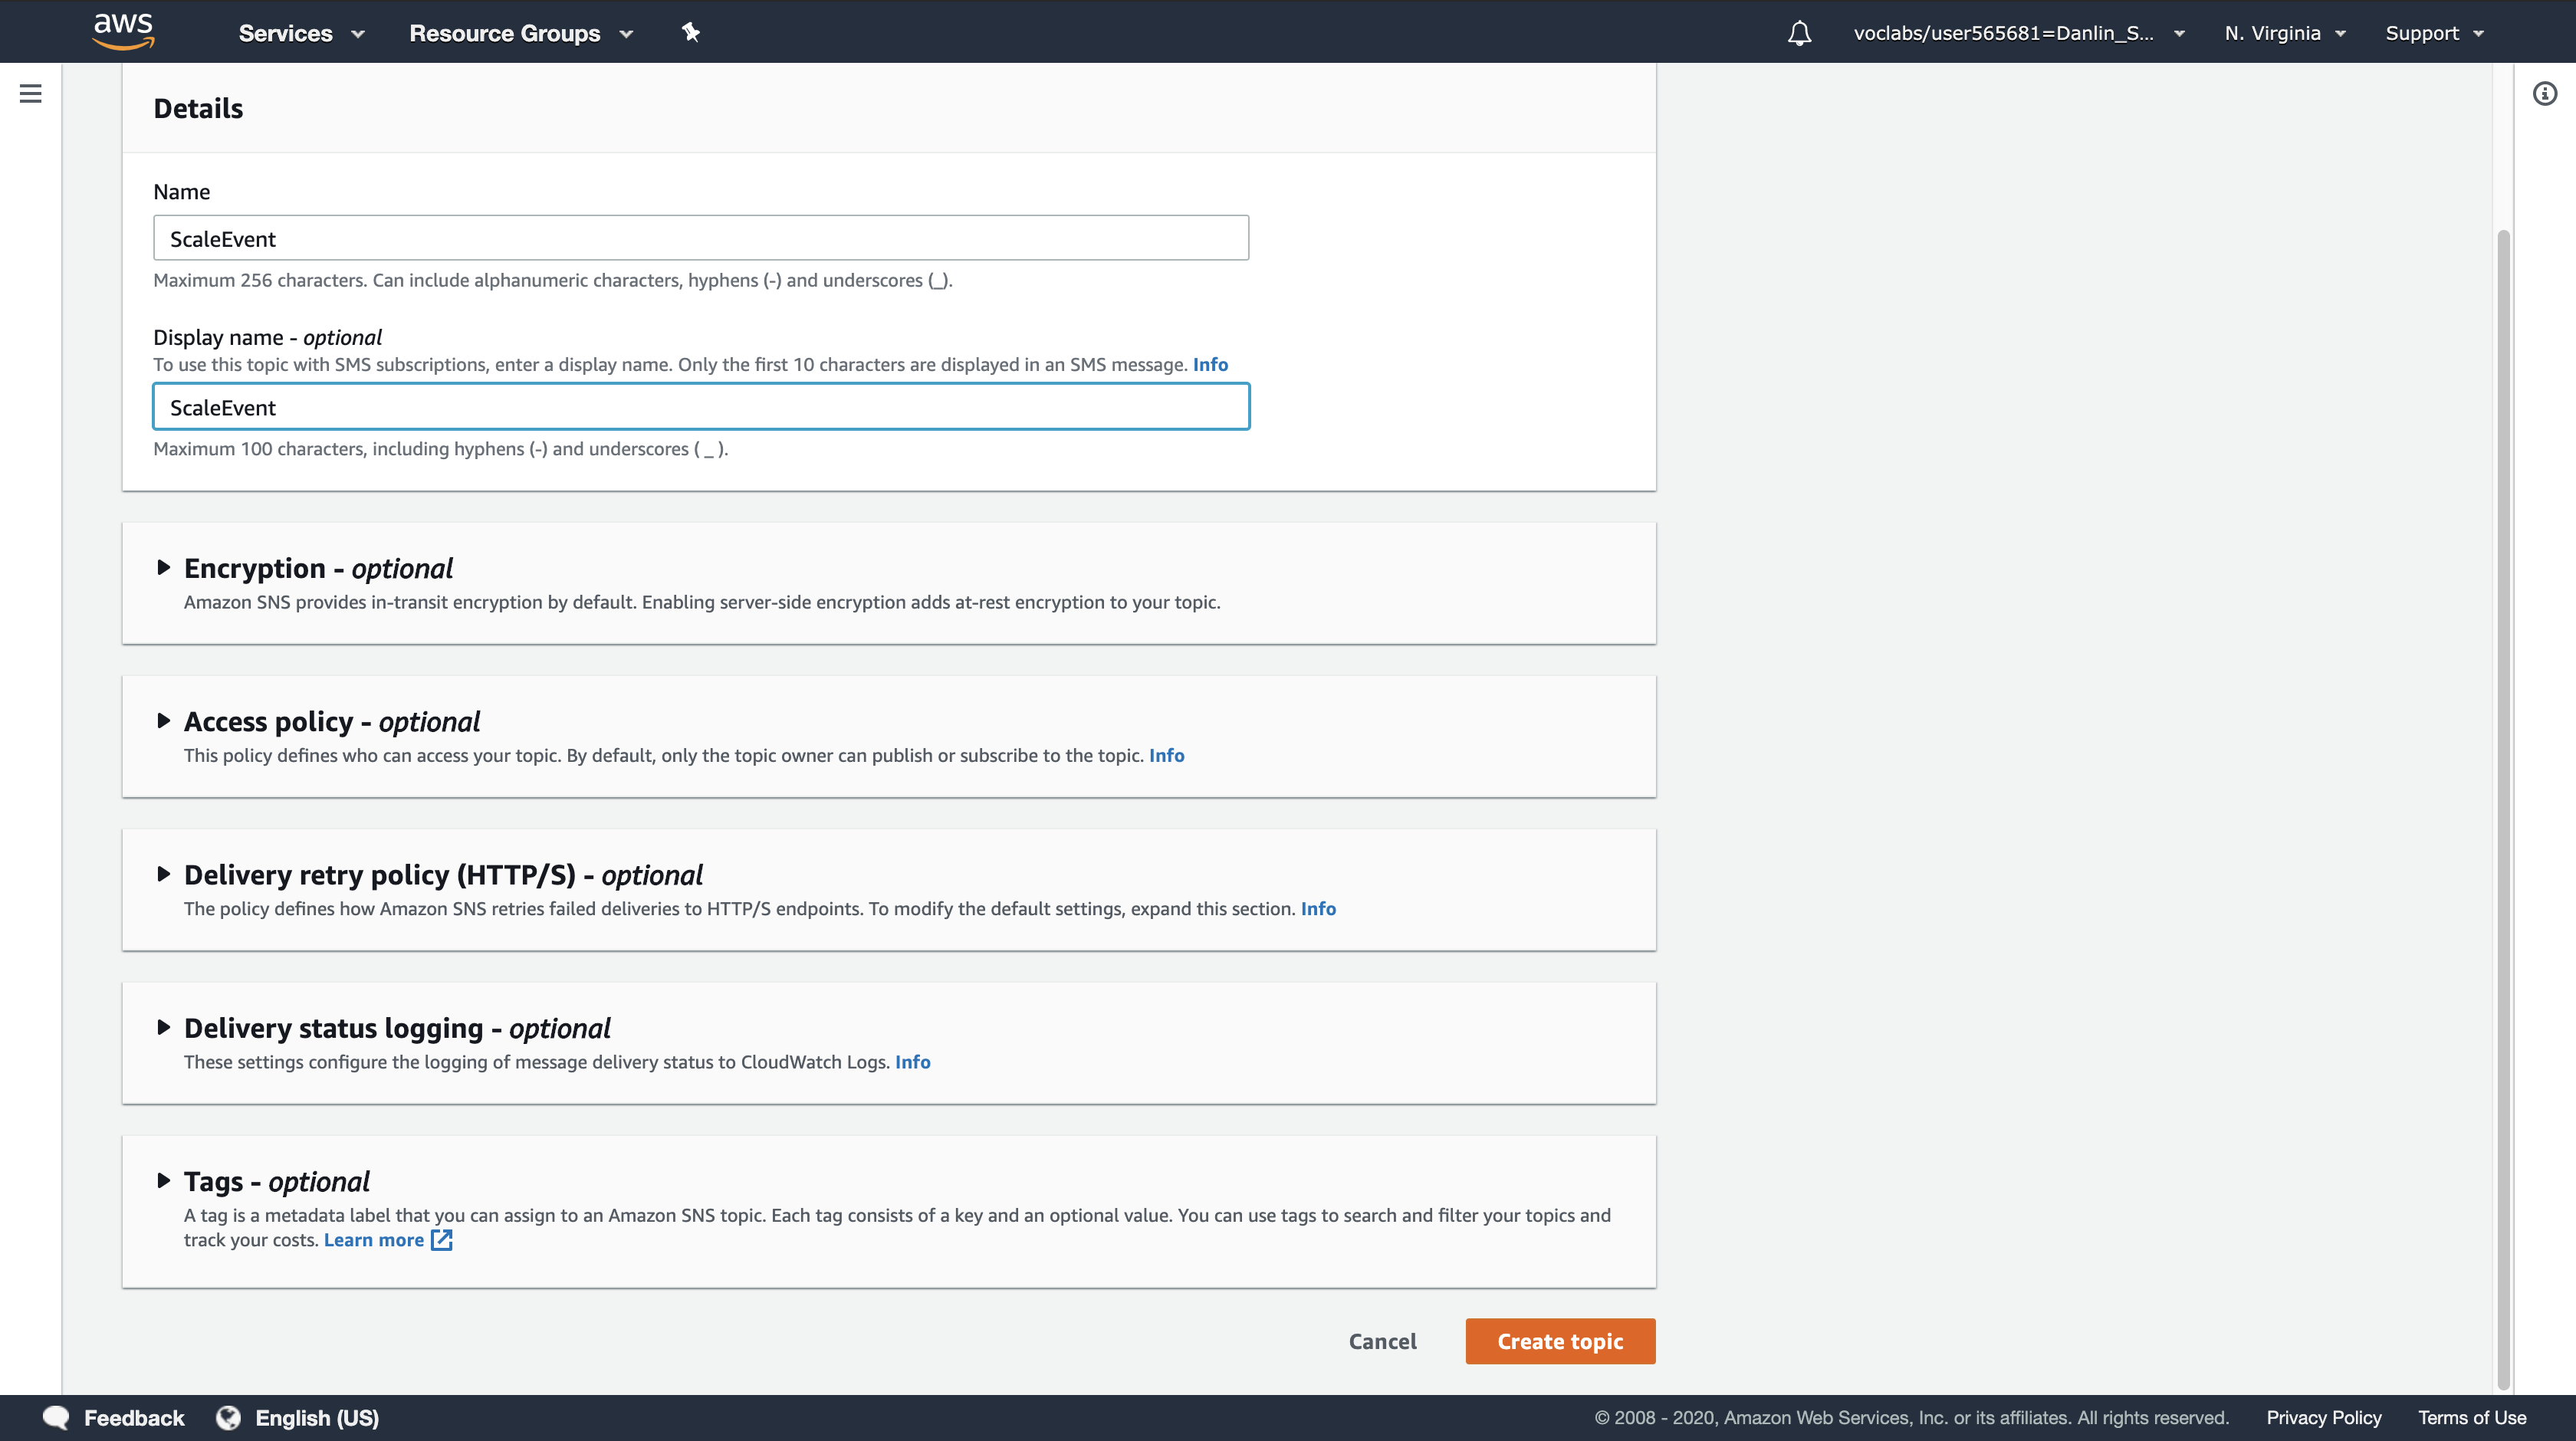 aws Services Resource Groups voclabs/user565681=Danlin_S... N. Virginia Support
Details
Name
ScaleEvent
Maximum 256 characters. Can include alphanumeric characters, hyphens (-) and underscores (_).
Display name - optional
To use this topic with SMS subscriptions, enter a display name. Only the first 10 characters are displayed in an SMS message. Info
ScaleEvent
Maximum 100 characters, including hyphens (-) and underscores ( _ ).
Encryption - optional
Amazon SNS provides in-transit encryption by default. Enabling server-side encryption adds at-rest encryption to your topic.
Access policy - optional
This policy defines who can access your topic. By default, only the topic owner can publish or subscribe to the topic. Info
Delivery retry policy (HTTP/S) - optional
The policy defines how Amazon SNS retries failed deliveries to HTTP/S endpoints. To modify the default settings, expand this section. Info
Delivery status logging - optional
These settings configure the logging of message delivery status to CloudWatch Logs. Info
Tags - optional
A tag is a metadata label that you can assign to an Amazon SNS topic. Each tag consists of a key and an optional value. You can use tags to search and filter your topics and
track your costs. Learn more
Cancel Create topic
Feedback English (US) © 2008 - 2020, Amazon Web Services, Inc. or its affiliates. All rights reserved. Privacy Policy Terms of Use